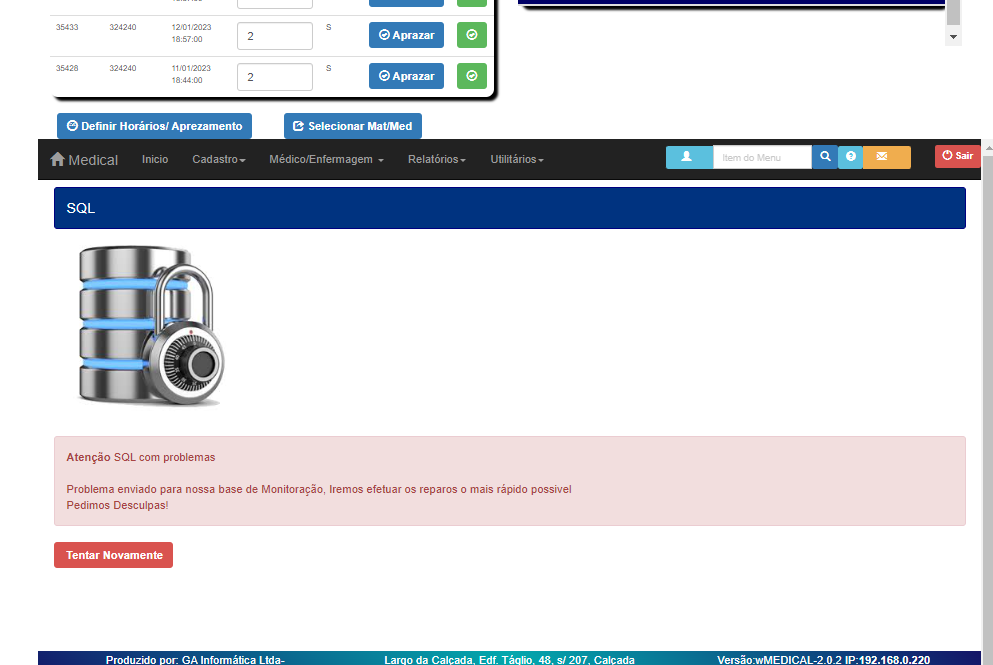 35433 324240 12/01/2023 2 S Aprazar
18:57:00
35428 324240 11/01/2023 2 S Aprazar
18:44:00
Definir Horários/ Aprezamento Selecionar Mat/Med
Medical Inicio Cadastro Médico/Enfermagem Relatórios Utilitários Item do Menu Sair
SQL
Atenção SQL com problemas
Problema enviado para nossa base de Monitoração, Iremos efetuar os reparos o mais rápido possivel
Pedimos Desculpas!
Tentar Novamente
Produzido por: GA Informática Ltda- Largo da Calçada, Edf. Táglio, 48, s/ 207, Calçada Versão:wMEDICAL-2.0.2 IP:192.168.0.220